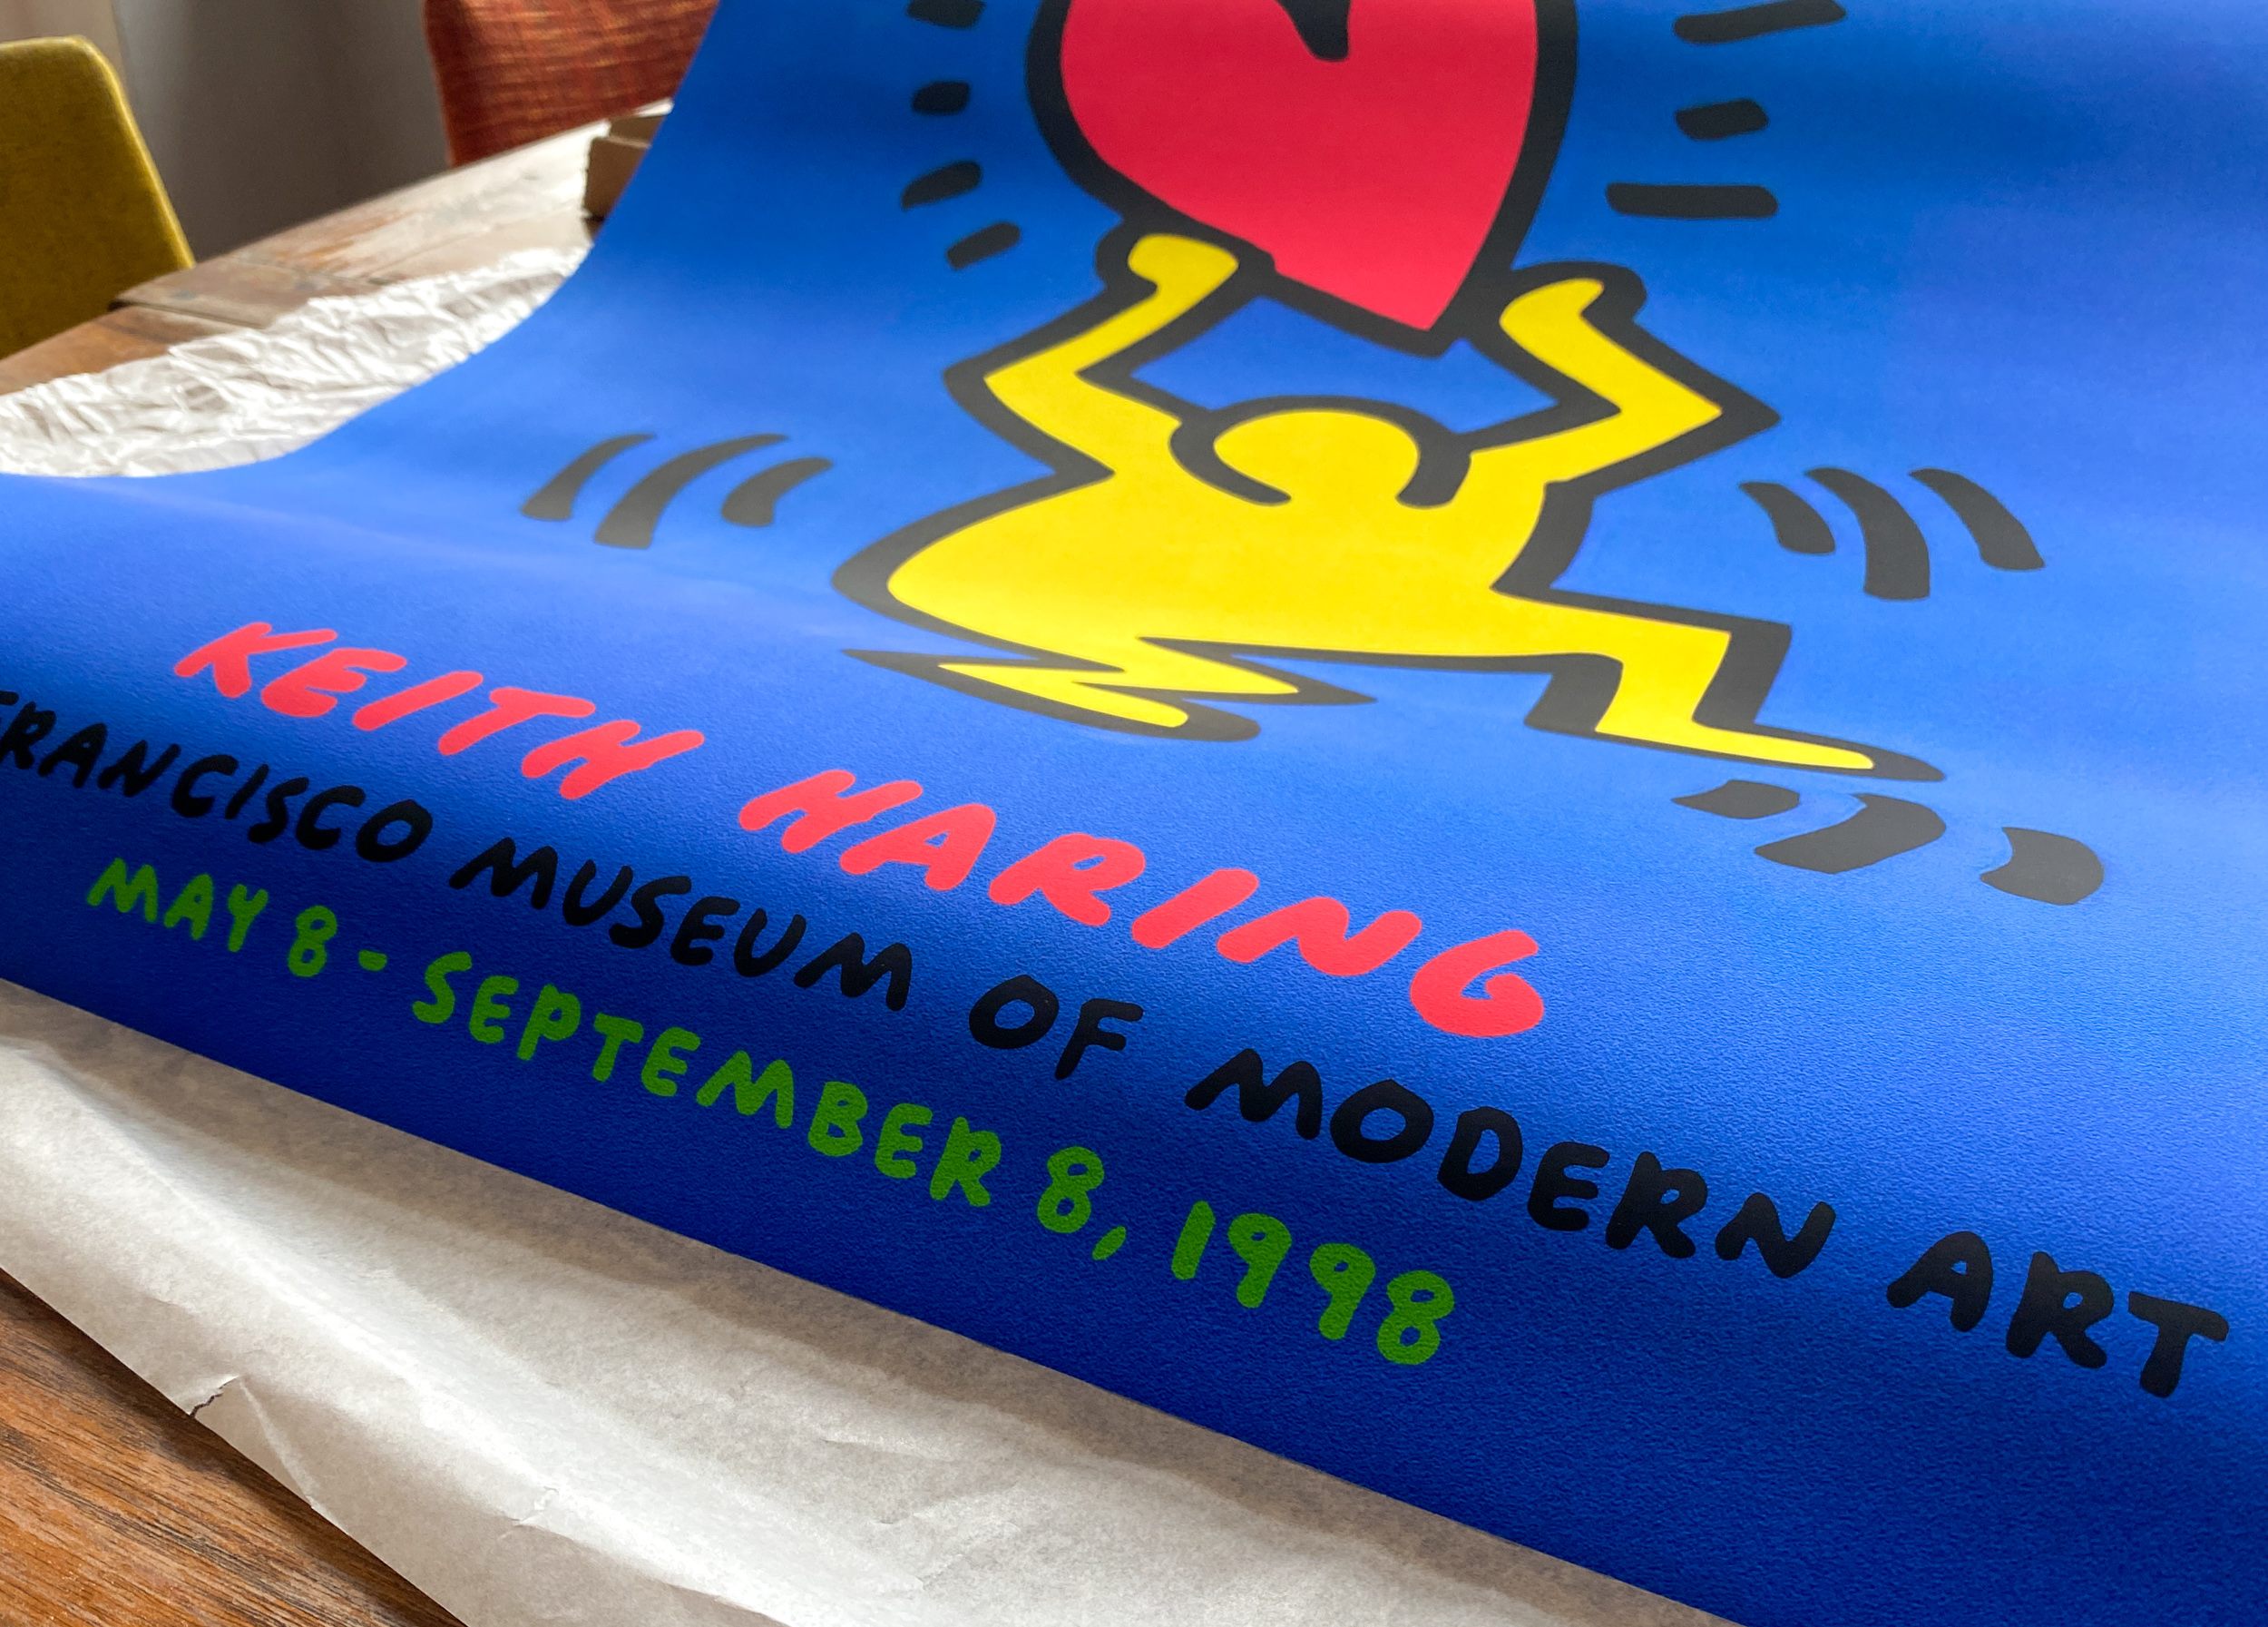 KEITH HARING
FRANCISCO MUSEUM OF MODERN ART
MAY 8 - SEPTEMBER 8, 1998